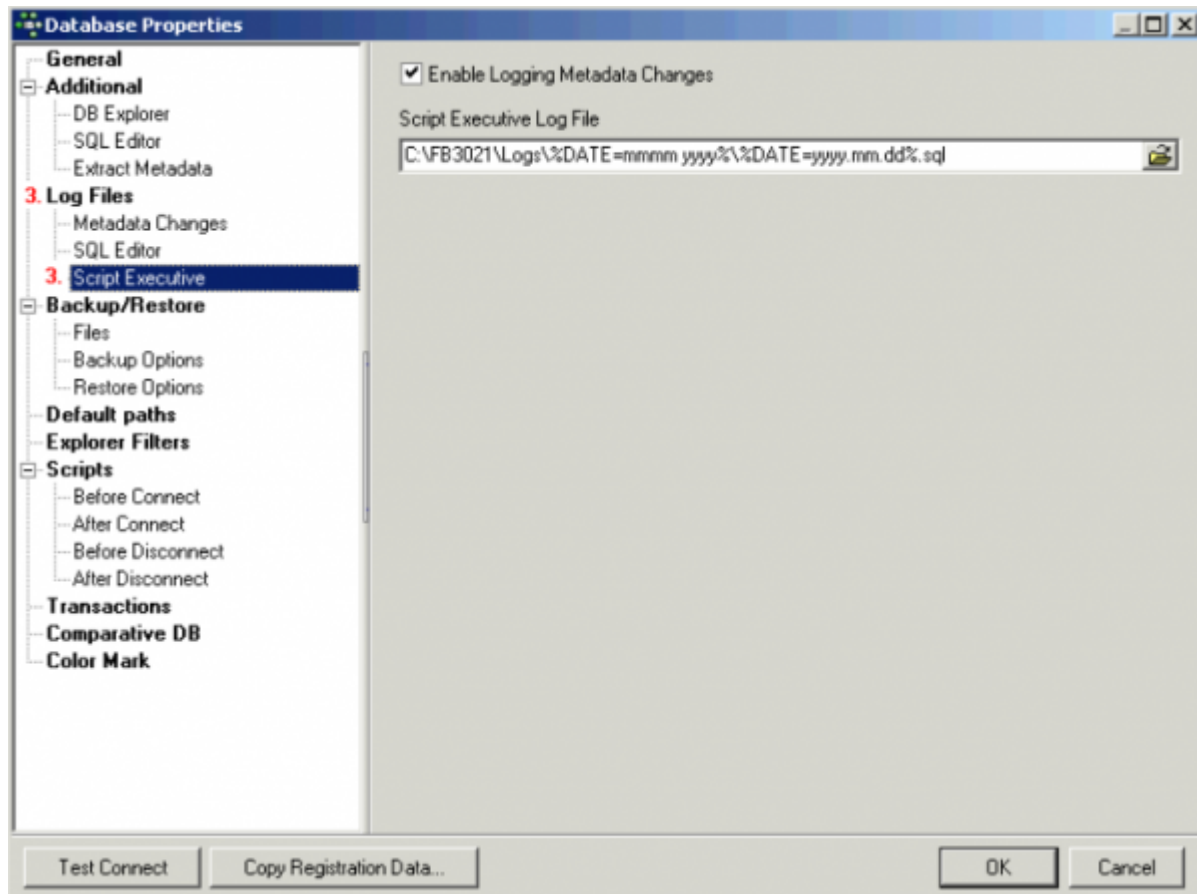 Database Properties
General
Additional
DB Explorer
SQL Editor
Extract Metadata
3. Log Files
Metadata Changes
SQL Editor
3. Script Executive
Backup/Restore
Files
Backup Options
Restore Options
Default paths
Explorer Filters
Scripts
Before Connect
After Connect
Before Disconnect
After Disconnect
Transactions
Comparative DB
Color Mark
Enable Logging Metadata Changes
Script Executive Log File
C:\FB3021\Logs\%DATE=mmmm yyyy%\%DATE=yyyy.mm.dd%.sql
Test Connect
Copy Registration Data...
OK
Cancel